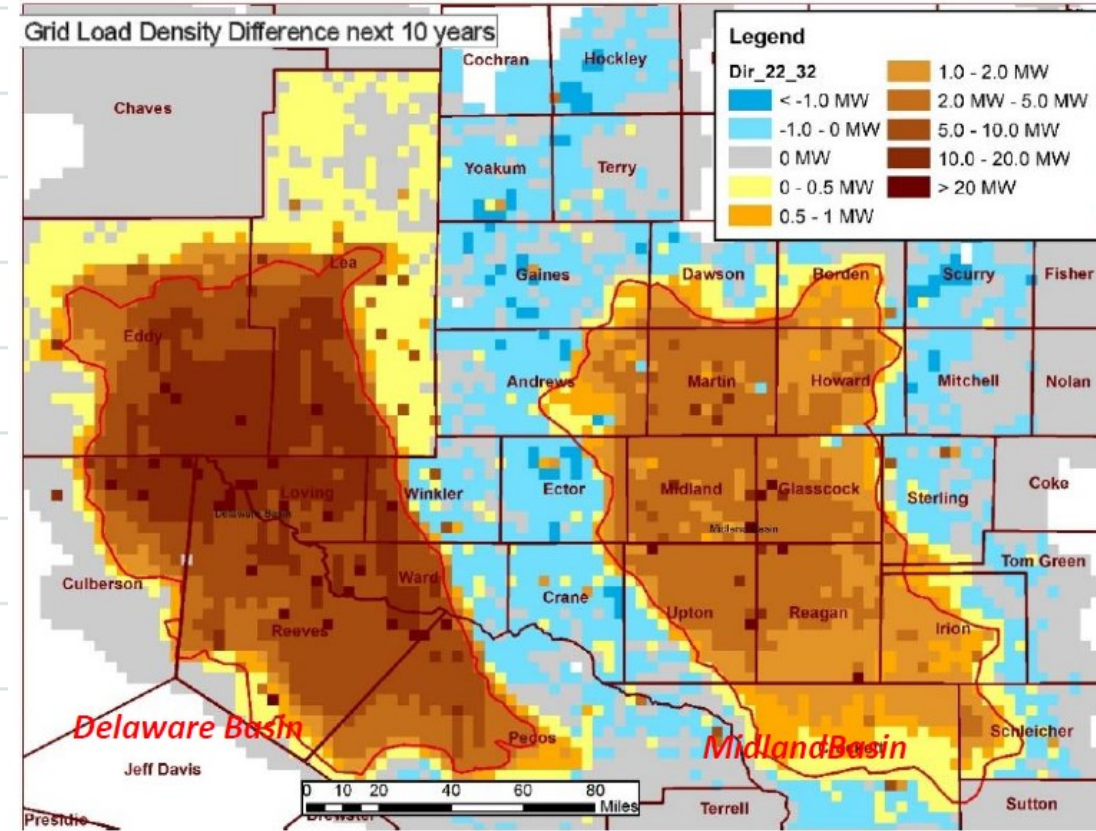 Grid Load Density Difference next 10 years
Legend
Dir_22_32
< -1.0 MW
-1.0 - 0 MW
0 MW
0 - 0.5 MW
0.5 - 1 MW
1.0 - 2.0 MW
2.0 MW - 5.0 MW
5.0 - 10.0 MW
10.0 - 20.0 MW
> 20 MW
Cochran
Hockley
Chaves
Yoakum
Terry
Lea
Gaines
Dawson
Borden
Scurry
Fisher
Eddy
Andrews
Martin
Howard
Mitchell
Nolan
Loving
Winkler
Ector
Midland
Glasscock
Sterling
Coke
Delaware Basin
Midland Basin
Culberson
Ward
Crane
Tom Green
Reeves
Upton
Reagan
Irion
Delaware Basin
Pecos
MidlandBasin
Crockett
Schleicher
Jeff Davis
0 10 20 40 60 80
Miles
Presidio
Brewster
Terrell
Sutton